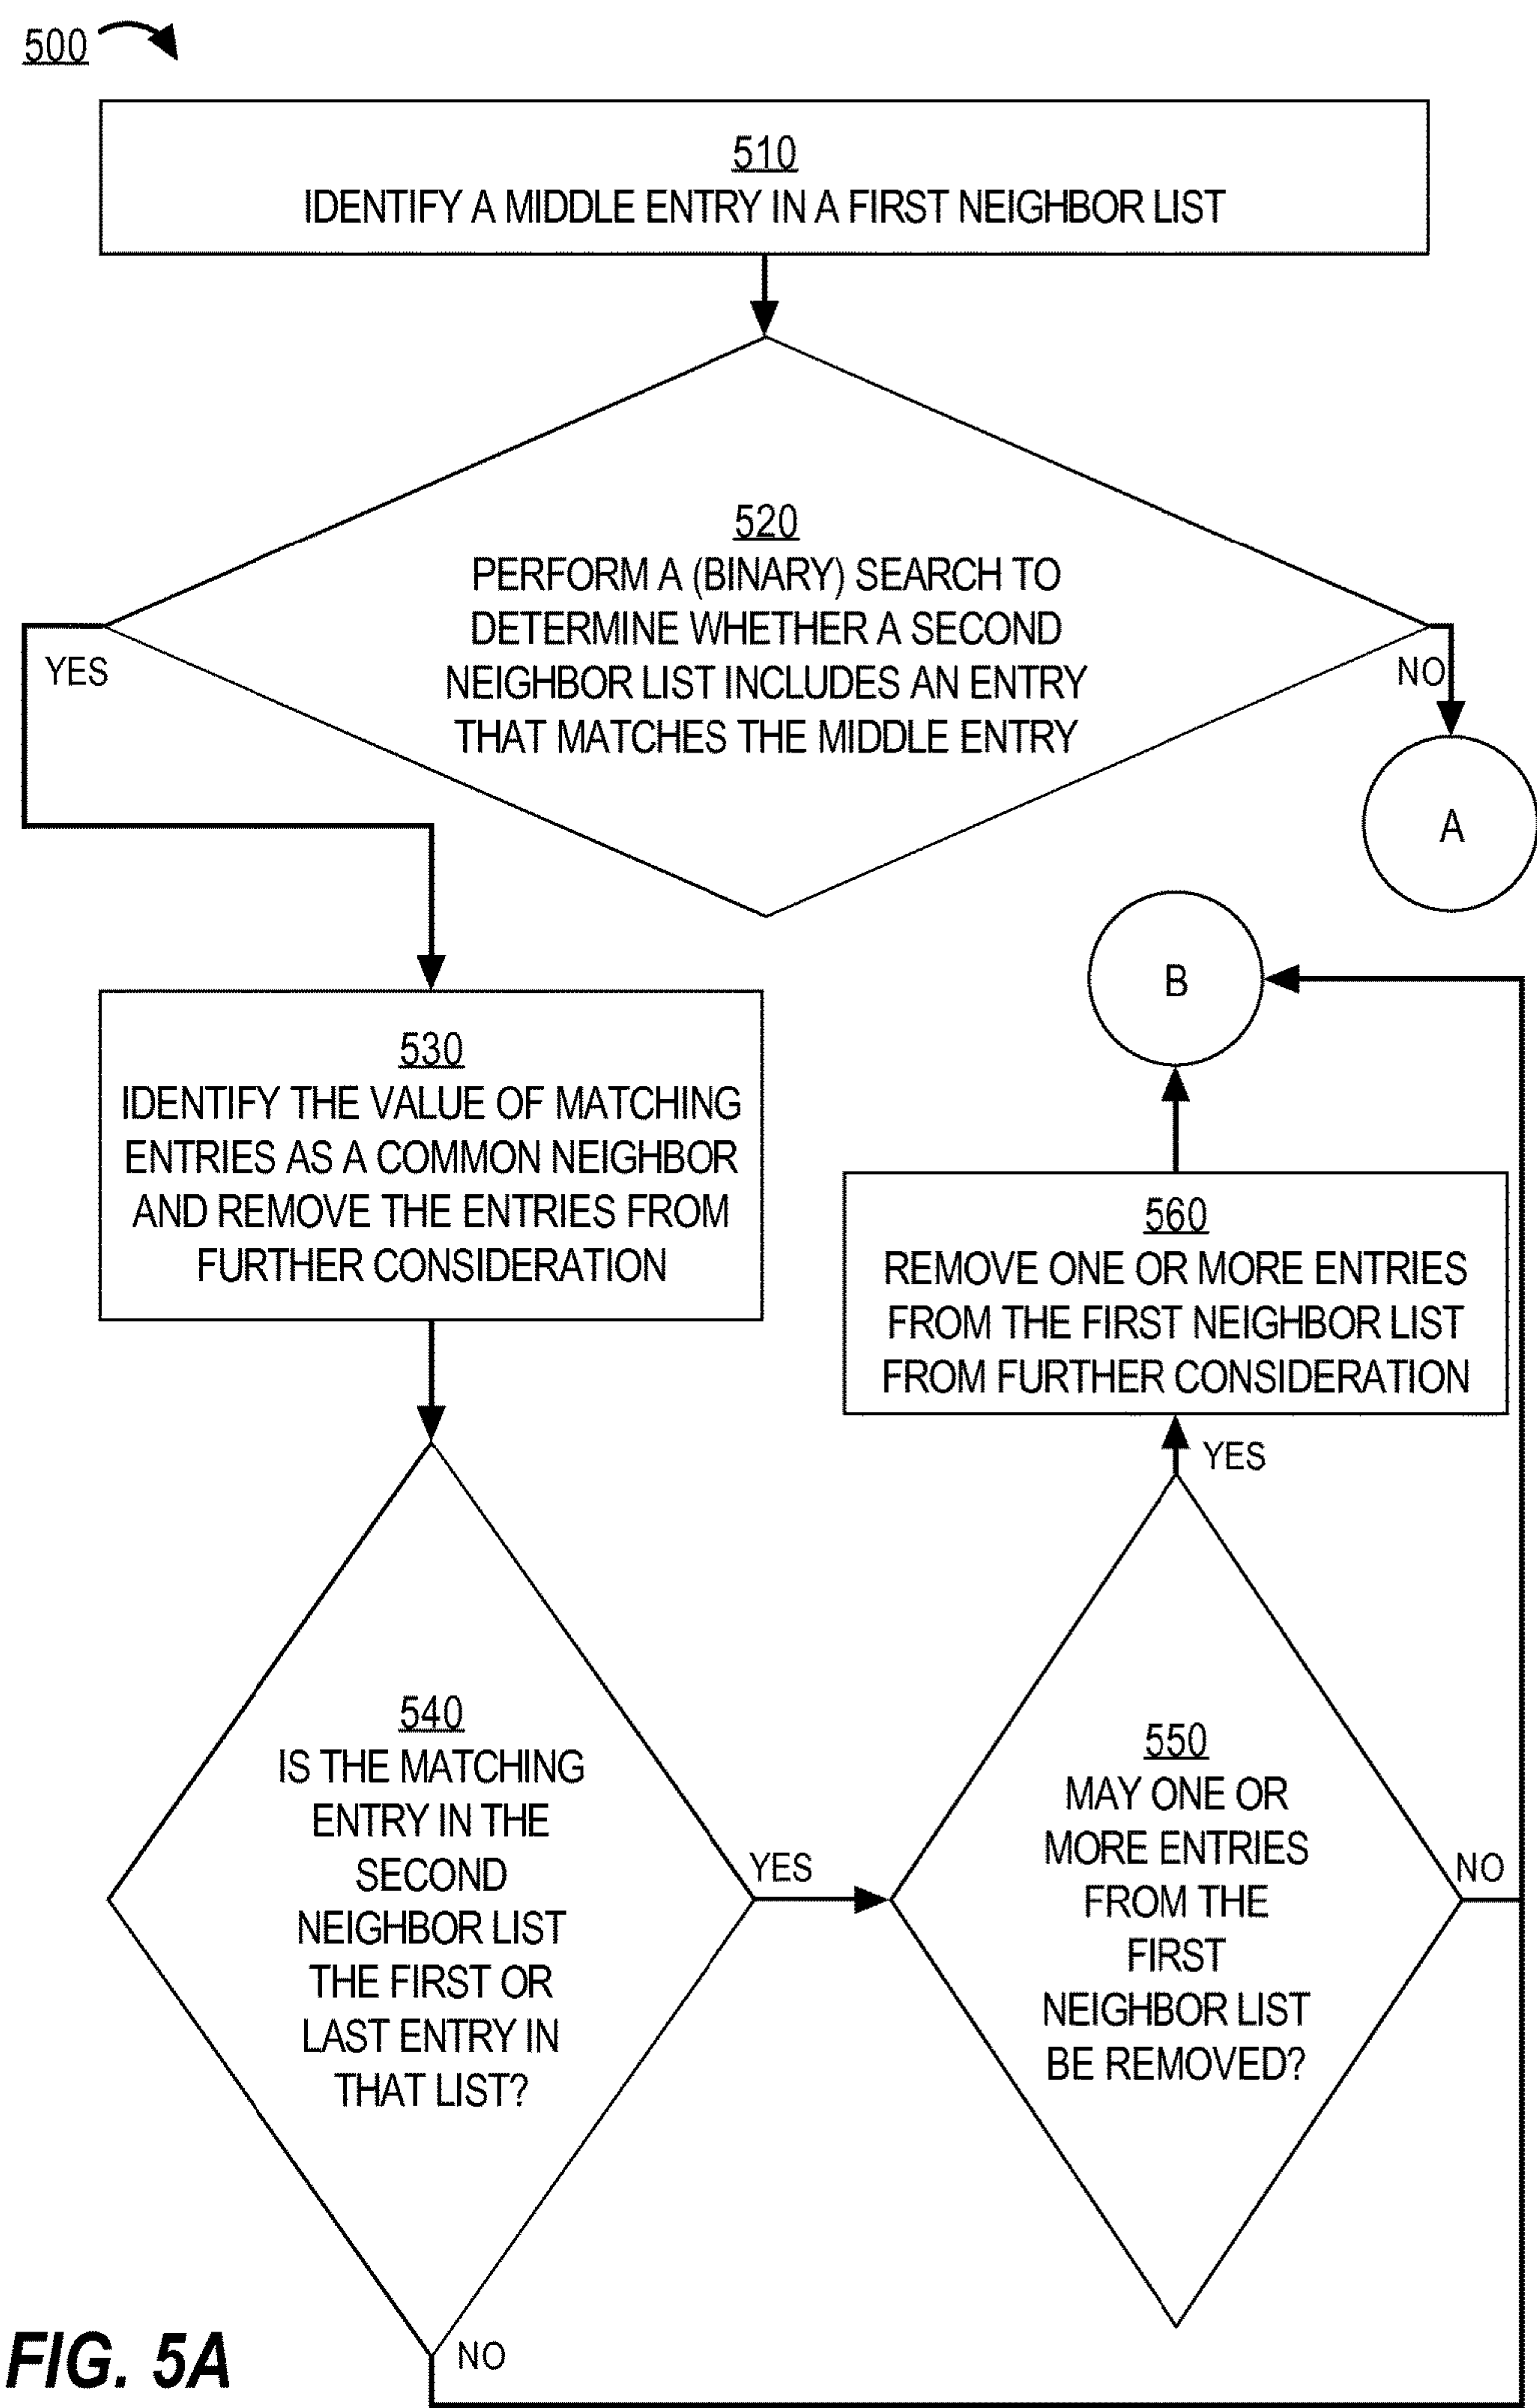 500
510
IDENTIFY A MIDDLE ENTRY IN A FIRST NEIGHBOR LIST
520
PERFORM A (BINARY) SEARCH TO
DETERMINE WHETHER A SECOND
NEIGHBOR LIST INCLUDES AN ENTRY
THAT MATCHES THE MIDDLE ENTRY
YES
NO
A
B
530
IDENTIFY THE VALUE OF MATCHING
ENTRIES AS A COMMON NEIGHBOR
AND REMOVE THE ENTRIES FROM
FURTHER CONSIDERATION
560
REMOVE ONE OR MORE ENTRIES
FROM THE FIRST NEIGHBOR LIST
FROM FURTHER CONSIDERATION
YES
540
IS THE MATCHING
ENTRY IN THE
SECOND
NEIGHBOR LIST
THE FIRST OR
LAST ENTRY IN
THAT LIST?
YES
550
MAY ONE OR
MORE ENTRIES
FROM THE
FIRST
NEIGHBOR LIST
BE REMOVED?
NO
NO
FIG. 5A